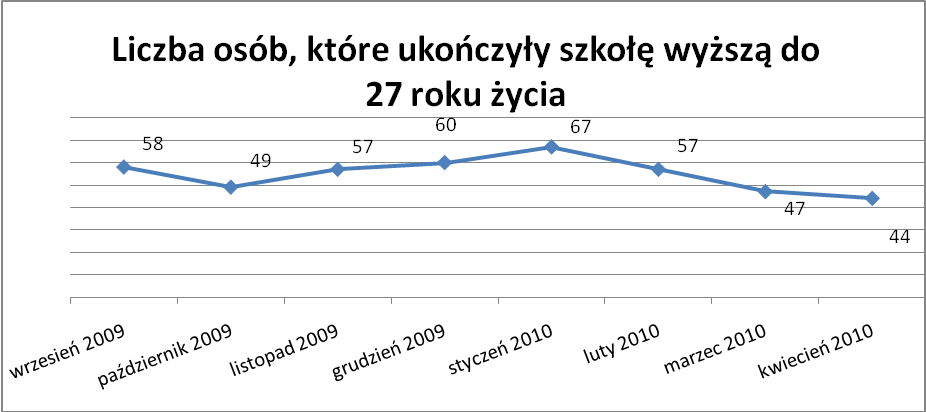 Liczba osób, które ukończyły szkołę wyższą do
27 roku życia
58
49
57
60
67
57
47
44
wrzesień 2009
październik 2009
listopad 2009
grudzień 2009
styczeń 2010
luty 2010
marzec 2010
kwiecień 2010